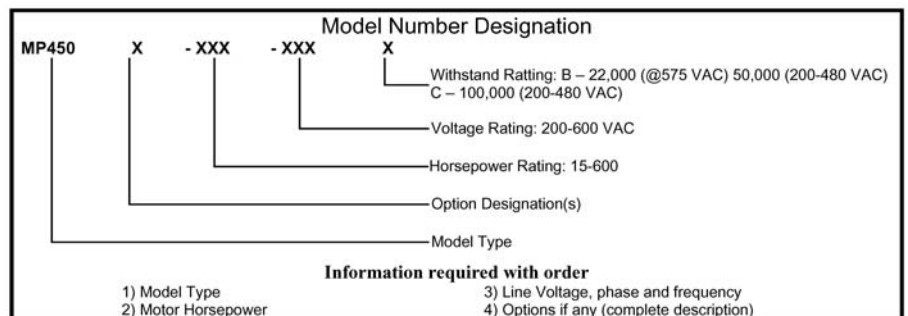 Model Number Designation
MP450 X - XXX - XXX X
Withstand Ratting: B – 22,000 (@575 VAC) 50,000 (200-480 VAC)
C – 100,000 (200-480 VAC)
Voltage Rating: 200-600 VAC
Horsepower Rating: 15-600
Option Designation(s)
Model Type
Information required with order
1) Model Type
2) Motor Horsepower
3) Line Voltage, phase and frequency
4) Options if any (complete description)